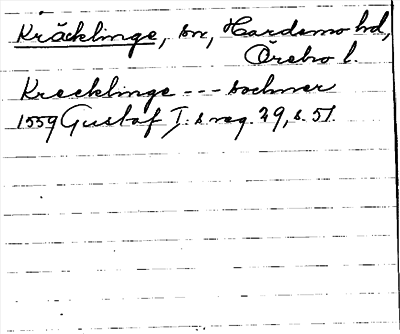 Kräcklinge, sn, Hardemo hd,
Örebro l.
Krecklinge --- sochner
1559 Gustaf I:s reg. 29, s. 51.